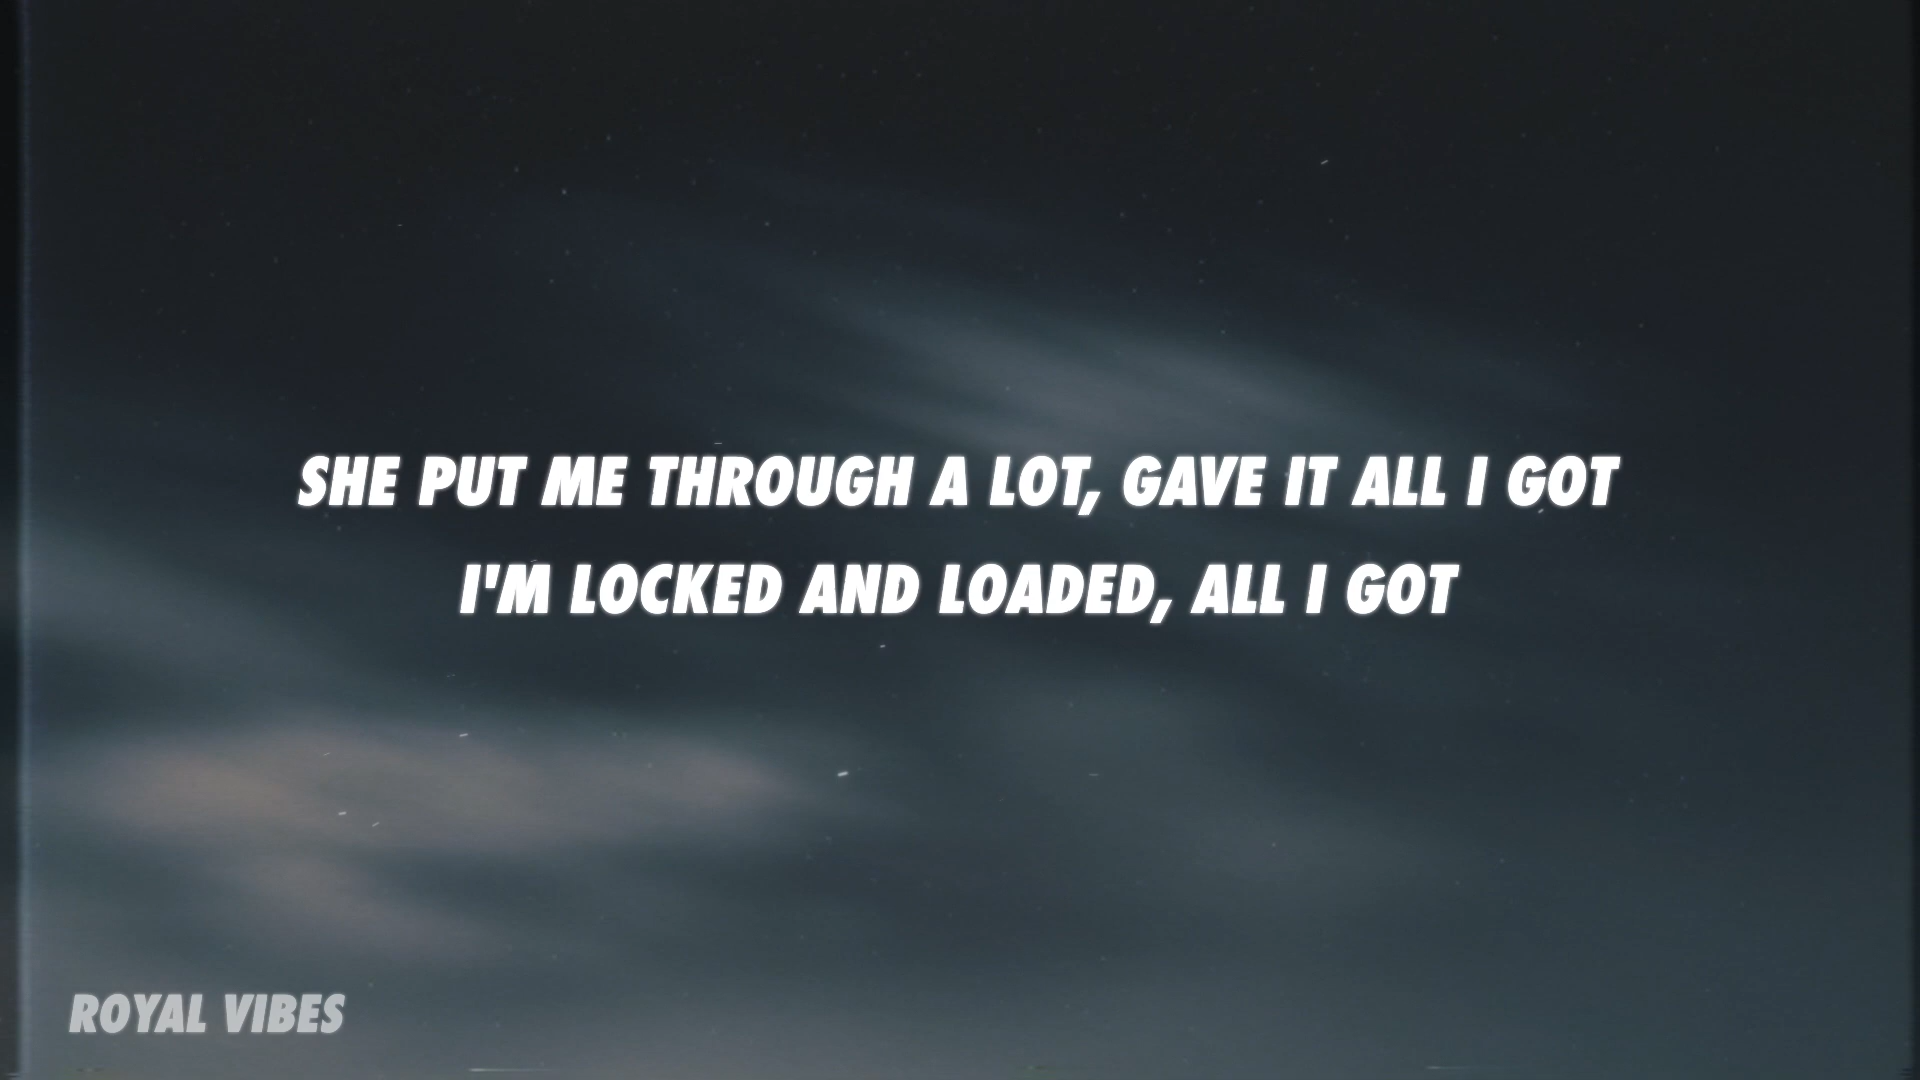 SHE PUT ME THROUGH A LOT, GAVE IT ALL I GOT
I'M LOCKED AND LOADED, ALL I GOT
ROYAL VIBES